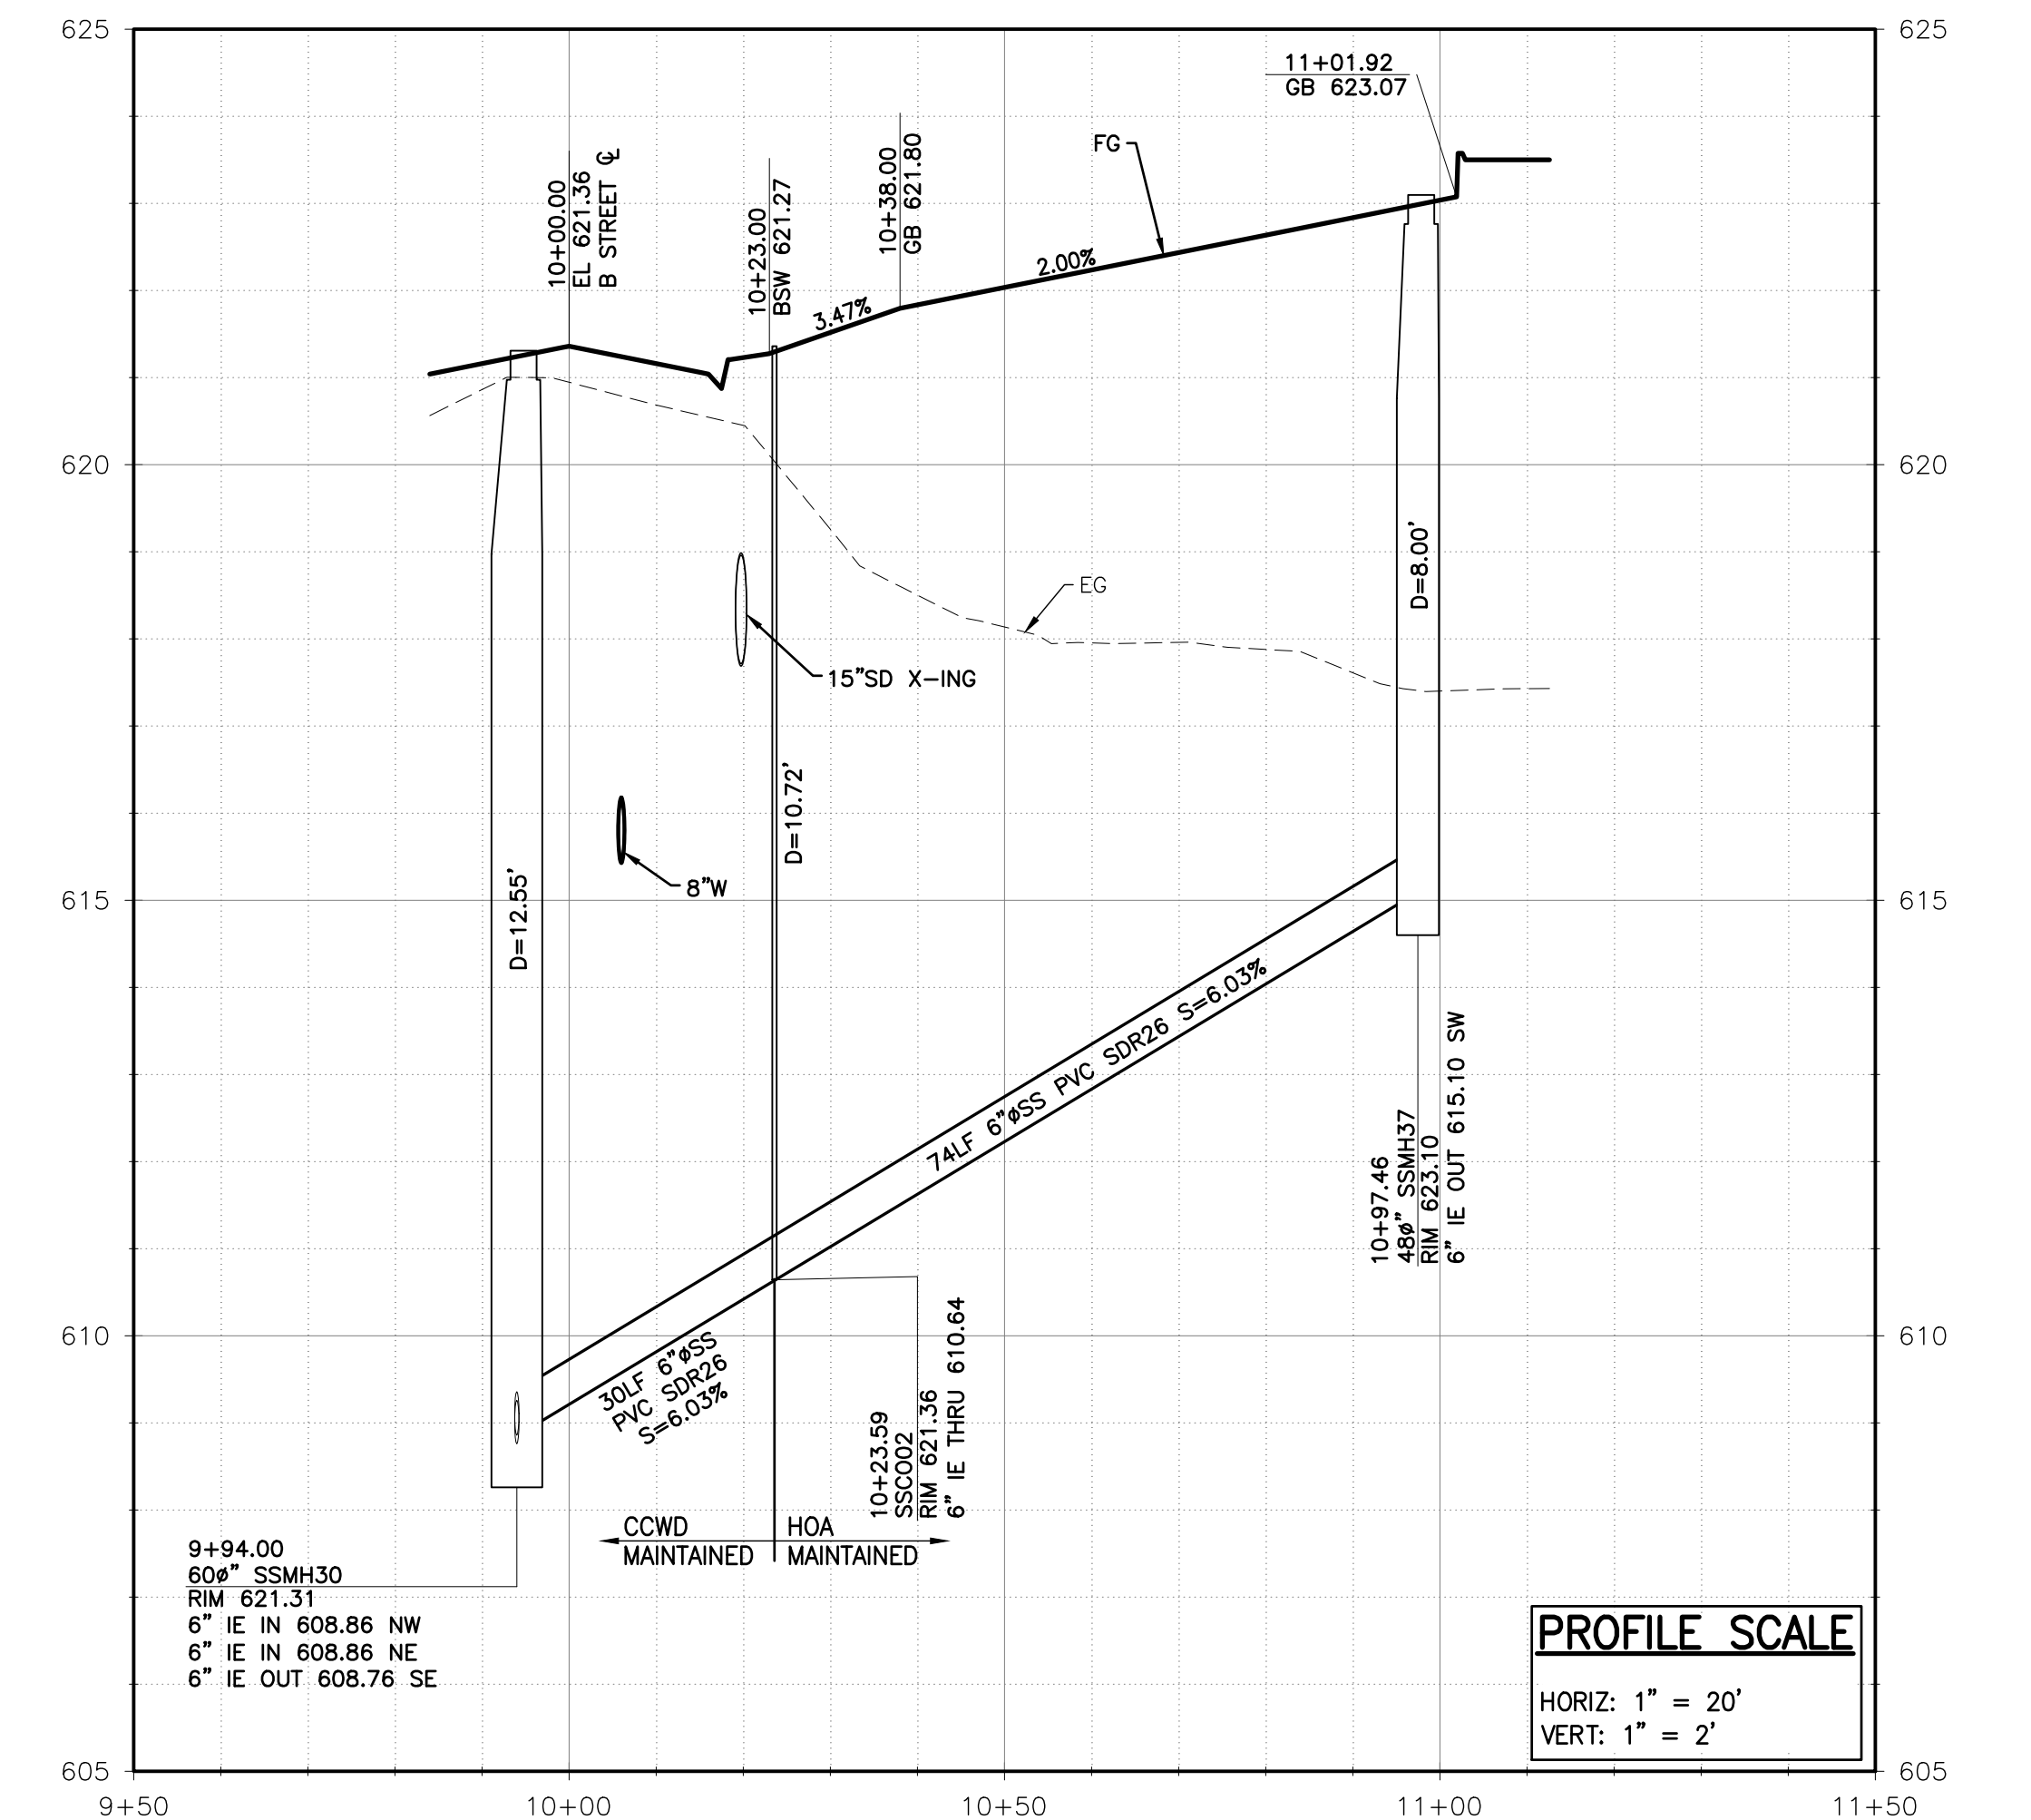 625
625
11+01.92
GB 623.07
FG
10+00.00
EL 621.36
B STREET ℄
10+23.00
BSW 621.27
10+38.00
GB 621.80
3.47%
2.00%
620
620
EG
15"SD X-ING
8"W
D=12.55'
D=10.72'
D=8.00'
615
615
74LF 6"øSS PVC SDR26 S=6.03%
30LF 6"øSS
PVC SDR26
S=6.03%
610
610
10+97.46
48ø" SSMH37
RIM 623.10
6" IE OUT 615.10 SW
10+23.59
SSCO02
RIM 621.36
6" IE THRU 610.64
CCWD
MAINTAINED
HOA
MAINTAINED
9+94.00
60ø" SSMH30
RIM 621.31
6" IE IN 608.86 NW
6" IE IN 608.86 NE
6" IE OUT 608.76 SE
PROFILE SCALE
HORIZ: 1" = 20'
VERT: 1" = 2'
605
605
9+50
10+00
10+50
11+00
11+50